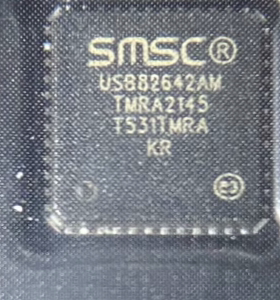 SMSC®
USB82642AM
TMRA2145
T531TMRA
KR
e3